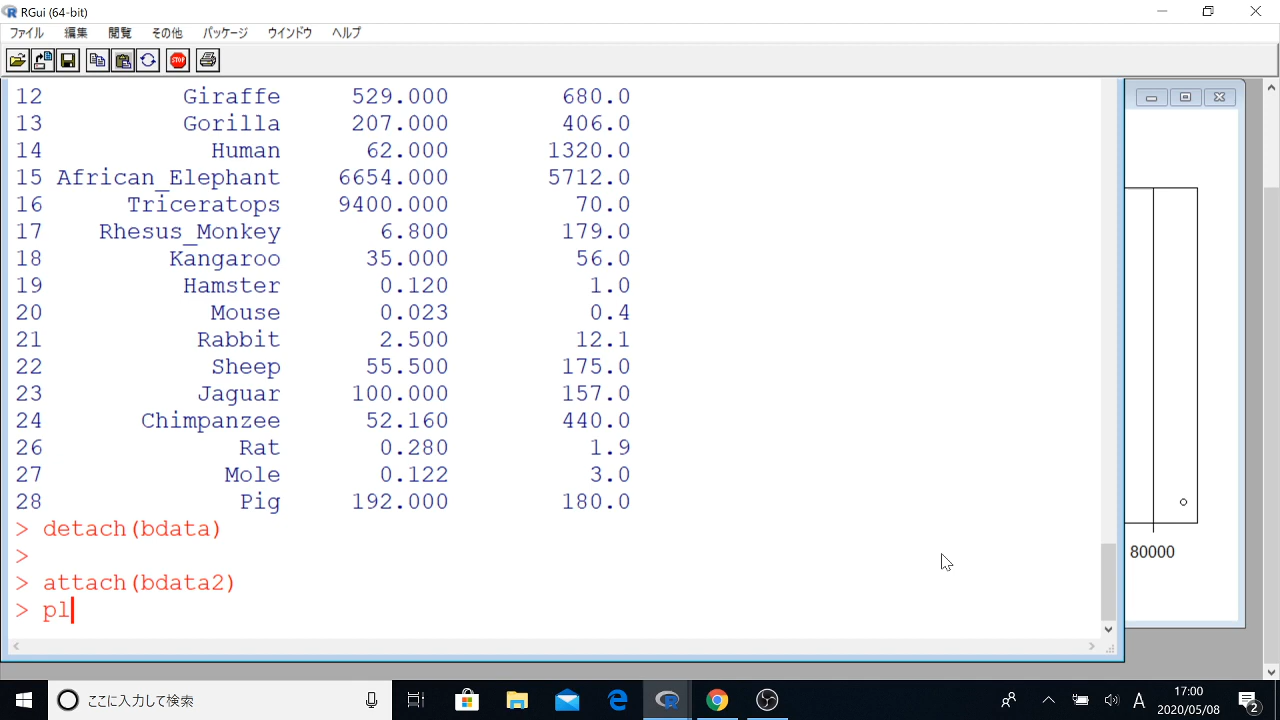 RGui (64-bit)
ファイル 編集 閲覧 その他 パッケージ ウインドウ ヘルプ
STOP
12 Giraffe 529.000 680.0
13 Gorilla 207.000 406.0
14 Human 62.000 1320.0
15 African_Elephant 6654.000 5712.0
16 Triceratops 9400.000 70.0
17 Rhesus_Monkey 6.800 179.0
18 Kangaroo 35.000 56.0
19 Hamster 0.120 1.0
20 Mouse 0.023 0.4
21 Rabbit 2.500 12.1
22 Sheep 55.500 175.0
23 Jaguar 100.000 157.0
24 Chimpanzee 52.160 440.0
26 Rat 0.280 1.9
27 Mole 0.122 3.0
28 Pig 192.000 180.0
> detach(bdata)
>
> attach(bdata2)
> pl
80000
ここに入力して検索
A
17:00
2020/05/08
2